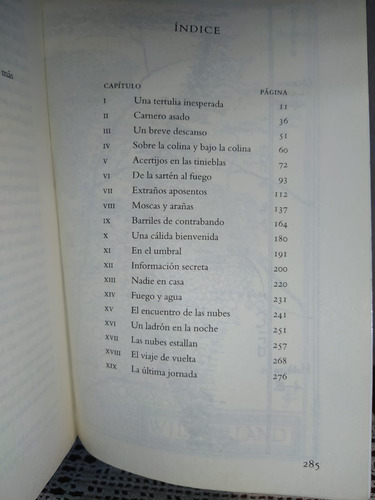 más
ÍNDICE
CAPÍTULO PÁGINA
I Una tertulia inesperada 11
II Carnero asado 36
III Un breve descanso 51
IV Sobre la colina y bajo la colina 60
V Acertijos en las tinieblas 72
VI De la sartén al fuego 93
VII Extraños aposentos 112
VIII Moscas y arañas 137
IX Barriles de contrabando 164
X Una cálida bienvenida 180
XI En el umbral 191
XII Información secreta 200
XIII Nadie en casa 220
XIV Fuego y agua 231
XV El encuentro de las nubes 241
XVI Un ladrón en la noche 251
XVII Las nubes estallan 257
XVIII El viaje de vuelta 268
XIX La última jornada 276
285